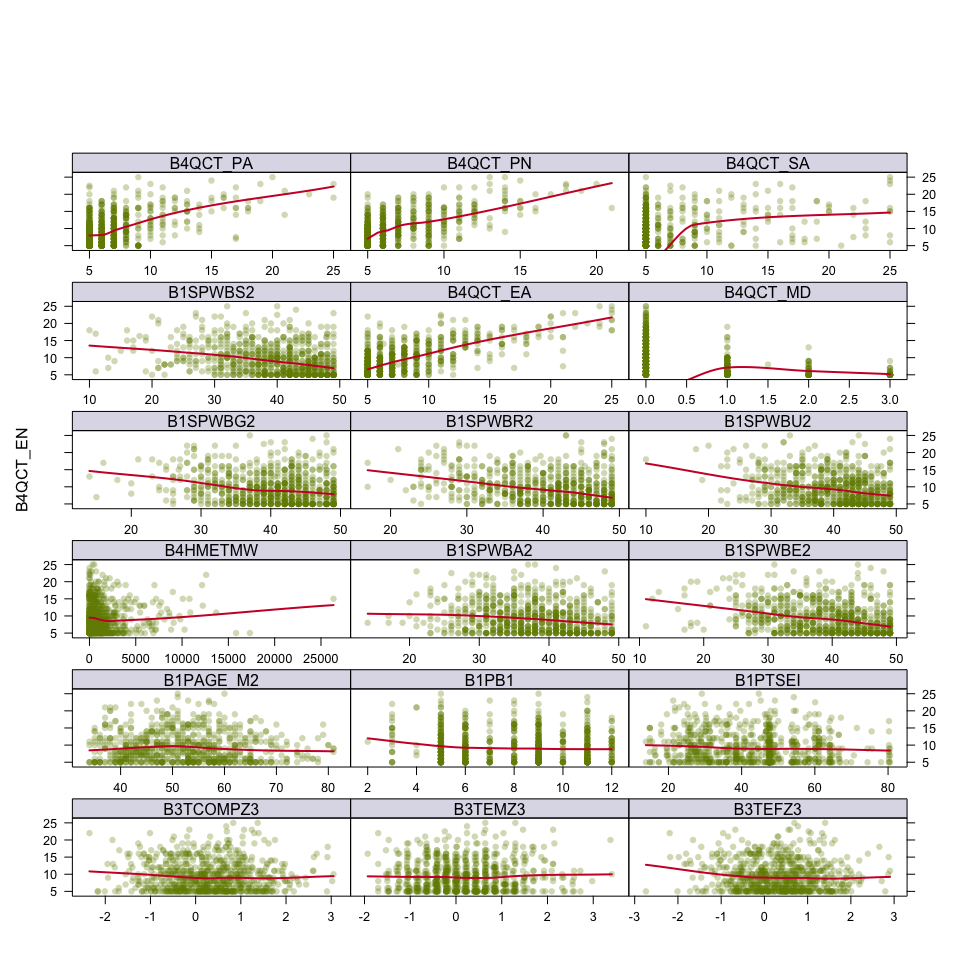 B4QCT_PA B4QCT_PN B4QCT_SA
25
20
15
10
5
5 10 15 20 25 5 10 15 20 5 10 15 20 25
B1SPWBS2 B4QCT_EA B4QCT_MD
25
20
15
10
5
10 20 30 40 50 5 10 15 20 25 0.0 0.5 1.0 1.5 2.0 2.5 3.0
B1SPWBG2 B1SPWBR2 B1SPWBU2
B4QCT_EN
25
20
15
10
5
20 30 40 50 20 30 40 50 10 20 30 40 50
B4HMETMW B1SPWBA2 B1SPWBE2
25
20
15
10
5
0 5000 10000 15000 20000 25000 20 30 40 50 10 20 30 40 50
B1PAGE_M2 B1PB1 B1PTSEI
25
20
15
10
5
40 50 60 70 80 2 4 6 8 10 12 20 40 60 80
B3TCOMPZ3 B3TEMZ3 B3TEFZ3
25
20
15
10
5
-2 -1 0 1 2 3 -2 -1 0 1 2 3 -3 -2 -1 0 1 2 3